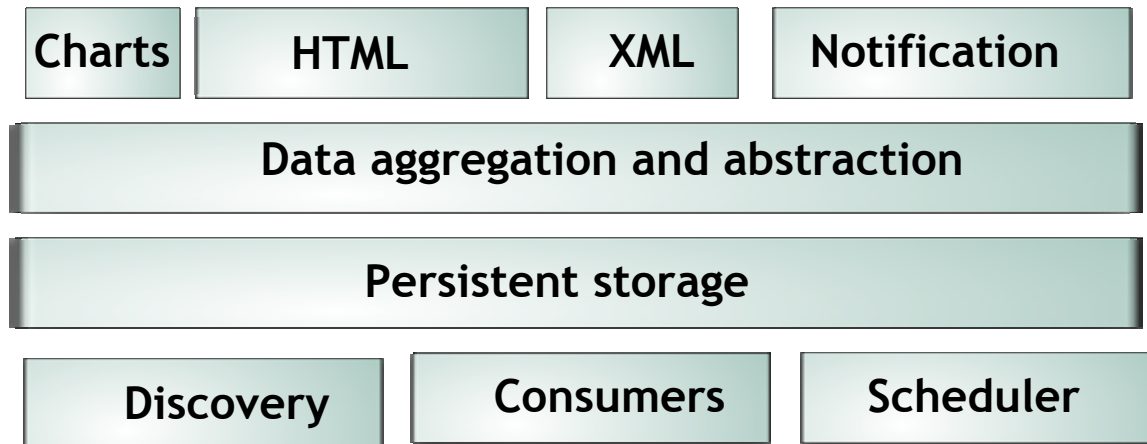 Charts HTML XML Notification
Data aggregation and abstraction
Persistent storage
Discovery Consumers Scheduler